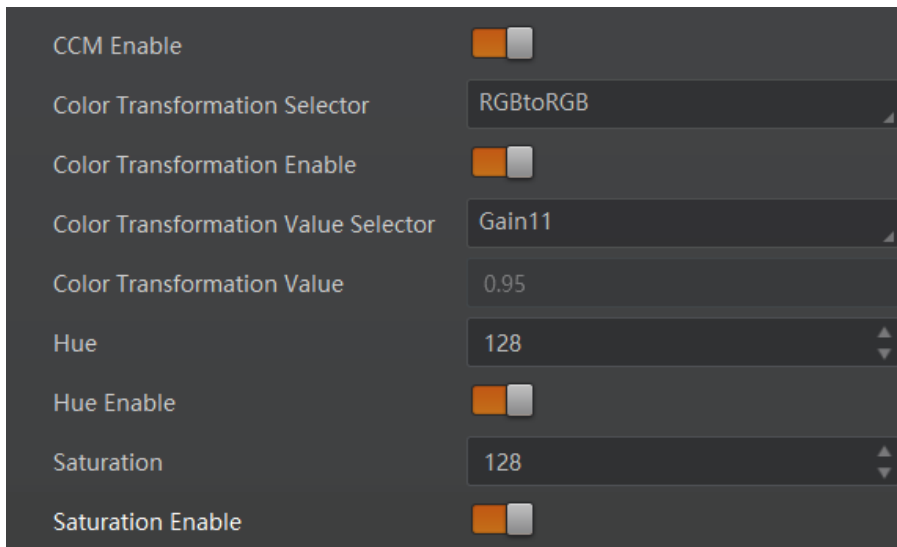 CCM Enable
Color Transformation Selector RGBtoRGB
Color Transformation Enable
Color Transformation Value Selector Gain11
Color Transformation Value 0.95
Hue 128
Hue Enable
Saturation 128
Saturation Enable